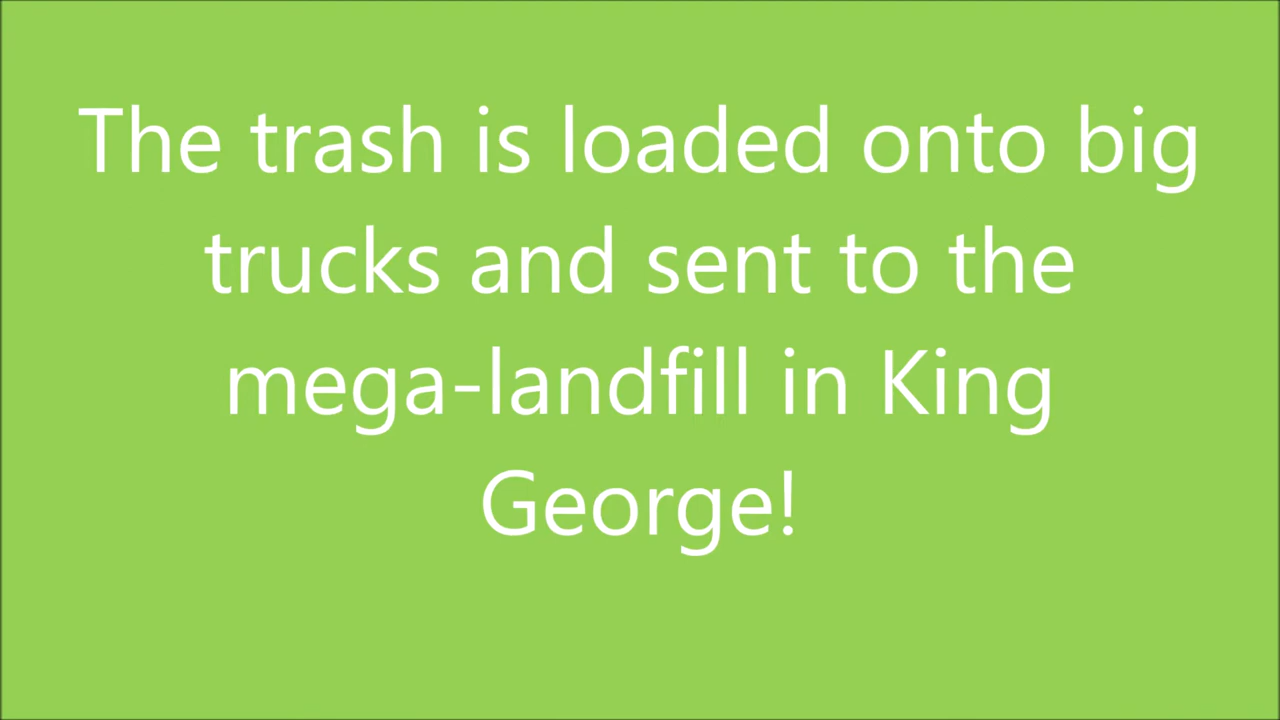 The trash is loaded onto big
trucks and sent to the
mega-landfill in King
George!